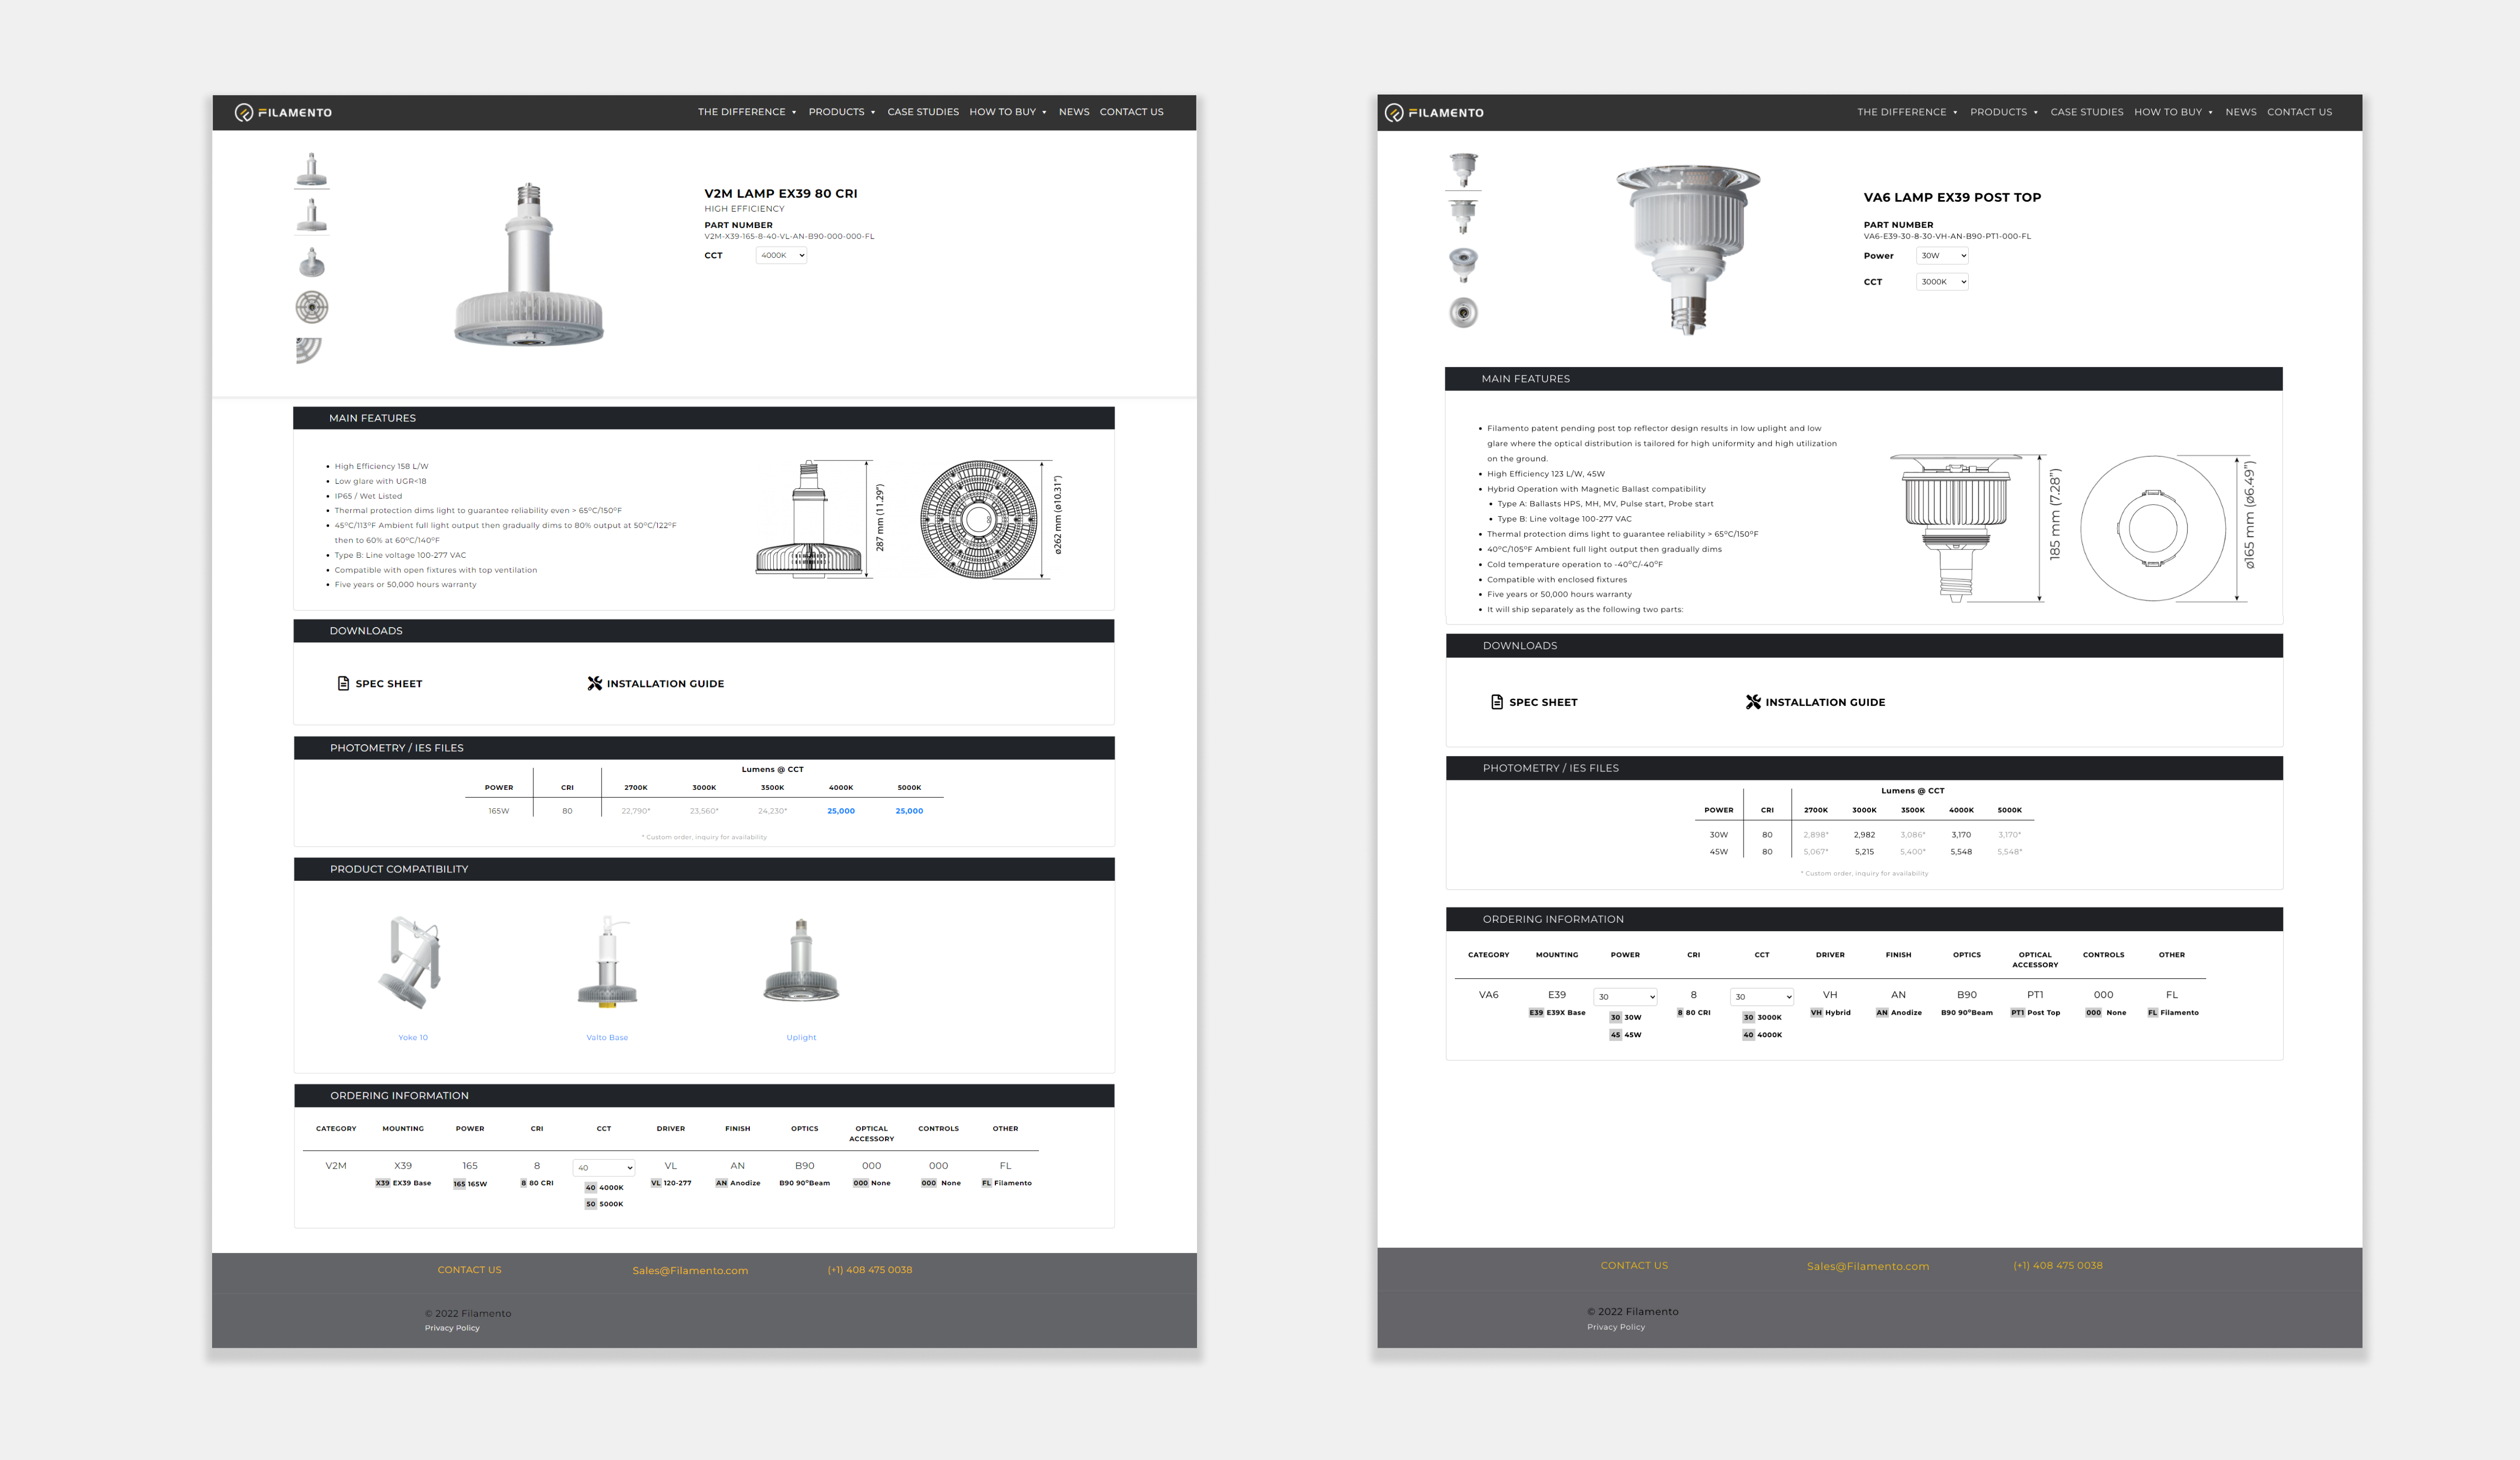 FILAMENTO
THE DIFFERENCE PRODUCTS CASE STUDIES HOW TO BUY NEWS CONTACT US
V2M LAMP EX39 80 CRI
HIGH EFFICIENCY
PART NUMBER
V2M-X39-165-8-40-VL-AN-B90-000-000-FL
CCT 4000K
MAIN FEATURES
• High Efficiency 158 L/W
• Low glare with UGR<18
• IP65 / Wet Listed
• Thermal protection dims light to guarantee reliability even > 65ºC/150ºF
• 45ºC/113ºF Ambient full light output then gradually dims to 80% output at 50ºC/122ºF
then to 60% at 60ºC/140ºF
• Type B: Line voltage 100-277 VAC
• Compatible with open fixtures with top ventilation
• Five years or 50,000 hours warranty
287 mm (11.29")
ø262 mm (ø10.31")
DOWNLOADS
SPEC SHEET INSTALLATION GUIDE
PHOTOMETRY / IES FILES
Lumens @ CCT
POWER CRI 2700K 3000K 3500K 4000K 5000K
165W 80 22,790* 23,560* 24,230* 25,000 25,000
* Custom order, inquiry for availability
PRODUCT COMPATIBILITY
Yoke 10 Valto Base Uplight
ORDERING INFORMATION
CATEGORY MOUNTING POWER CRI CCT DRIVER FINISH OPTICS OPTICAL CONTROLS OTHER
ACCESSORY
V2M X39 165 8 40 VL AN B90 000 000 FL
X39 EX39 Base 165 165W 8 80 CRI 40 4000K VL 120-277 AN Anodize B90 90ºBeam 000 None 000 None FL Filamento
50 5000K
CONTACT US Sales@Filamento.com (+1) 408 475 0038
© 2022 Filamento
Privacy Policy
FILAMENTO
THE DIFFERENCE PRODUCTS CASE STUDIES HOW TO BUY NEWS CONTACT US
VA6 LAMP EX39 POST TOP
PART NUMBER
VA6-E39-30-8-30-VH-AN-B90-PT1-000-FL
Power 30W
CCT 3000K
MAIN FEATURES
• Filamento patent pending post top reflector design results in low uplight and low
glare where the optical distribution is tailored for high uniformity and high utilization
on the ground.
• High Efficiency 123 L/W, 45W
• Hybrid Operation with Magnetic Ballast compatibility
• Type A: Ballasts HPS, MH, MV, Pulse start, Probe start
• Type B: Line voltage 100-277 VAC
• Thermal protection dims light to guarantee reliability > 65ºC/150ºF
• 40ºC/105ºF Ambient full light output then gradually dims
• Cold temperature operation to -40ºC/-40ºF
• Compatible with enclosed fixtures
• Five years or 50,000 hours warranty
• It will ship separately as the following two parts:
185 mm (7.28")
ø165 mm (ø6.49")
DOWNLOADS
SPEC SHEET INSTALLATION GUIDE
PHOTOMETRY / IES FILES
Lumens @ CCT
POWER CRI 2700K 3000K 3500K 4000K 5000K
30W 80 2,898* 2,982 3,086* 3,170 3,170*
45W 80 5,067* 5,215 5,400* 5,548 5,548*
* Custom order, inquiry for availability
ORDERING INFORMATION
CATEGORY MOUNTING POWER CRI CCT DRIVER FINISH OPTICS OPTICAL CONTROLS OTHER
ACCESSORY
VA6 E39 30 8 30 VH AN B90 PT1 000 FL
E39 E39X Base 30 30W 8 80 CRI 30 3000K VH Hybrid AN Anodize B90 90ºBeam PT1 Post Top 000 None FL Filamento
45 45W 40 4000K
CONTACT US Sales@Filamento.com (+1) 408 475 0038
© 2022 Filamento
Privacy Policy